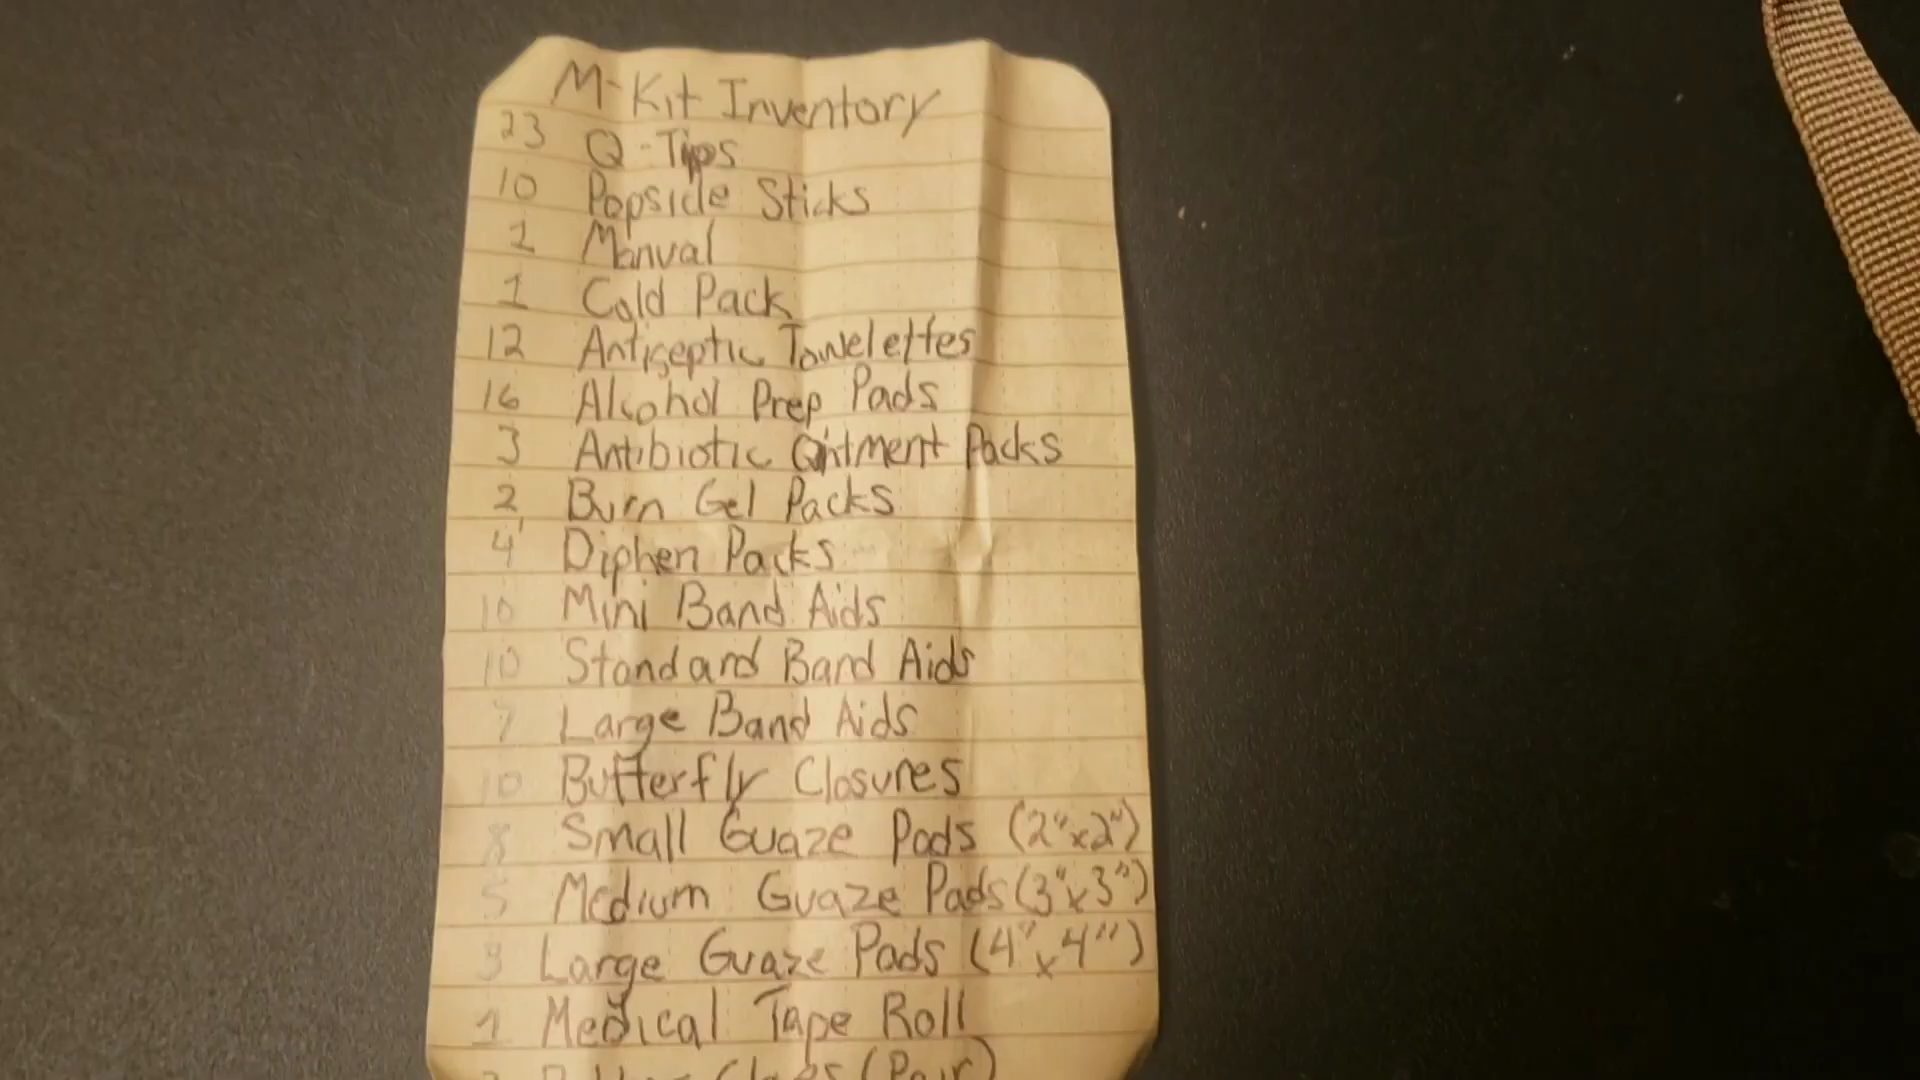 M-Kit Inventory
23 Q-Tips
10 Popsicle Sticks
1 Manual
1 Cold Pack
12 Antiseptic Towelettes
16 Alcohol Prep Pads
3 Antibiotic Ointment Packs
2 Burn Gel Packs
4 Diphen Packs
10 Mini Band Aids
10 Standard Band Aids
7 Large Band Aids
10 Butterfly Closures
8 Small Guaze Pads (2"x2")
5 Medium Guaze Pads (3"x3")
3 Large Guaze Pads (4"x4")
1 Medical Tape Roll
(Pair)